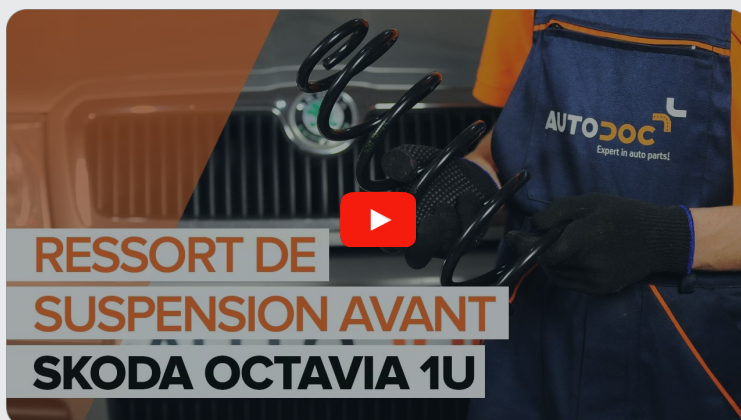 AUTODOC
Expert in auto parts!
RESSORT DE
SUSPENSION AVANT
SKODA OCTAVIA 1U